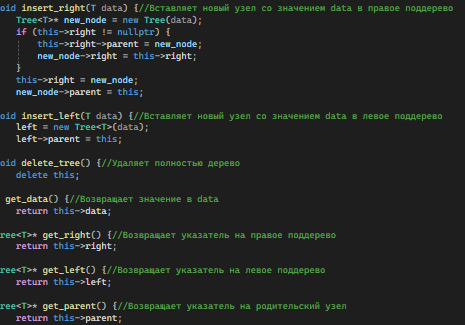 oid insert_right(T data) {//Вставляет новый узел со значением data в правое поддерево
Tree<T>* new_node = new Tree(data);
if (this->right != nullptr) {
this->right->parent = new_node;
new_node->right = this->right;
}
this->right = new_node;
new_node->parent = this;
oid insert_left(T data) {//Вставляет новый узел со значением data в левое поддерево
left = new Tree<T>(data);
left->parent = this;
oid delete_tree() {//Удаляет полностью дерево
delete this;
get_data() {//Возвращает значение в data
return this->data;
ree<T>* get_right() {//Возвращает указатель на правое поддерево
return this->right;
ree<T>* get_left() {//Возвращает указатель на левое поддерево
return this->left;
ree<T>* get_parent() {//Возвращает указатель на родительский узел
return this->parent;